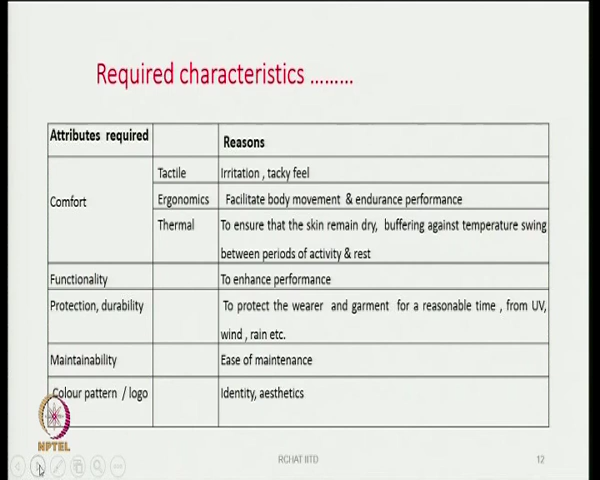 Required characteristics .........
Attributes required Reasons
Comfort
Tactile Irritation , tacky feel
Ergonomics Facilitate body movement & endurance performance
Thermal To ensure that the skin remain dry, buffering against temperature swing
between periods of activity & rest
Functionality To enhance performance
Protection, durability To protect the wearer and garment for a reasonable time , from UV,
wind , rain etc.
Maintainability Ease of maintenance
Colour pattern / logo Identity, aesthetics
NPTEL
RCHAT IITD 12